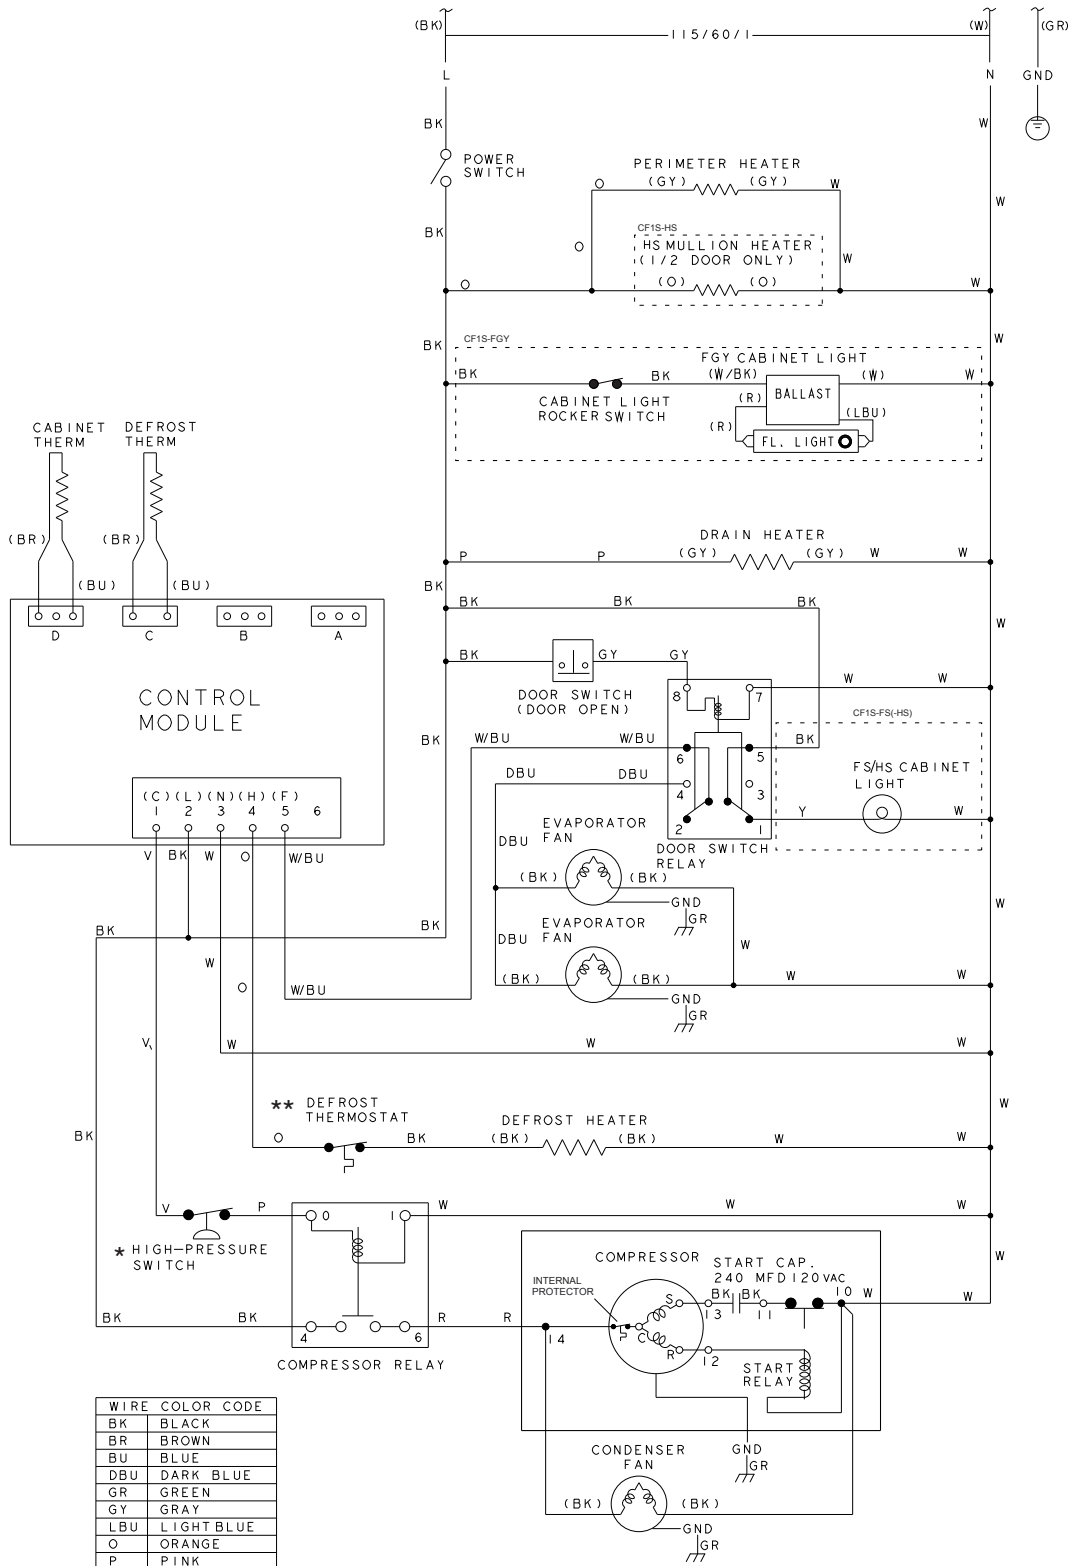 (BK)
115/60/1
(W)
(GR)
L
N
GND
BK
W
POWER
SWITCH
PERIMETER HEATER
O
(GY)
(GY)
W
W
BK
CF1S-HS
O
HS MULLION HEATER
(1/2 DOOR ONLY)
W
O
(O)
(O)
W
BK
W
CF1S-FGY
FGY CABINET LIGHT
BK
BK
(W/BK)
(W)
W
BALLAST
CABINET LIGHT
ROCKER SWITCH
(R)
(LBU)
(R)
FL. LIGHT
CABINET
THERM
DEFROST
THERM
DRAIN HEATER
(BR)
(BR)
P
P
(GY)
(GY)
W
W
(BU)
(BU)
BK
BK
BK
BK
D
C
B
A
W
BK
GY
GY
DOOR SWITCH
(DOOR OPEN)
8
7
W
W
CONTROL
MODULE
CF1S-FS(-HS)
BK
W/BU
W/BU
6
5
BK
FS/HS CABINET
LIGHT
DBU
DBU
4
3
(C) (L) (N) (H) (F)
1 2 3 4 5 6
Y
W
2
1
EVAPORATOR
FAN
DBU
DOOR SWITCH
RELAY
V
BK
W
O
W/BU
(BK)
(BK)
GND
GR
W
BK
BK
EVAPORATOR
FAN
DBU
W
W
(BK)
(BK)
W
W
O
W/BU
GND
GR
V
W
W
W
** DEFROST
THERMOSTAT
W
BK
O
BK
DEFROST HEATER
(BK)
(BK)
W
W
V
P
0
1
W
W
W
* HIGH-PRESSURE
SWITCH
COMPRESSOR
START CAP.
240 MFD 120 VAC
W
INTERNAL
PROTECTOR
S
BK
BK
10
W
W
13
11
BK
BK
4
6
R
R
14
C
R
12
COMPRESSOR RELAY
START
RELAY
WIRE COLOR CODE
BK BLACK
BR BROWN
BU BLUE
DBU DARK BLUE
GR GREEN
GY GRAY
LBU LIGHT BLUE
O ORANGE
P PINK
CONDENSER
FAN
GND
GR
(BK)
(BK)
GND
GR